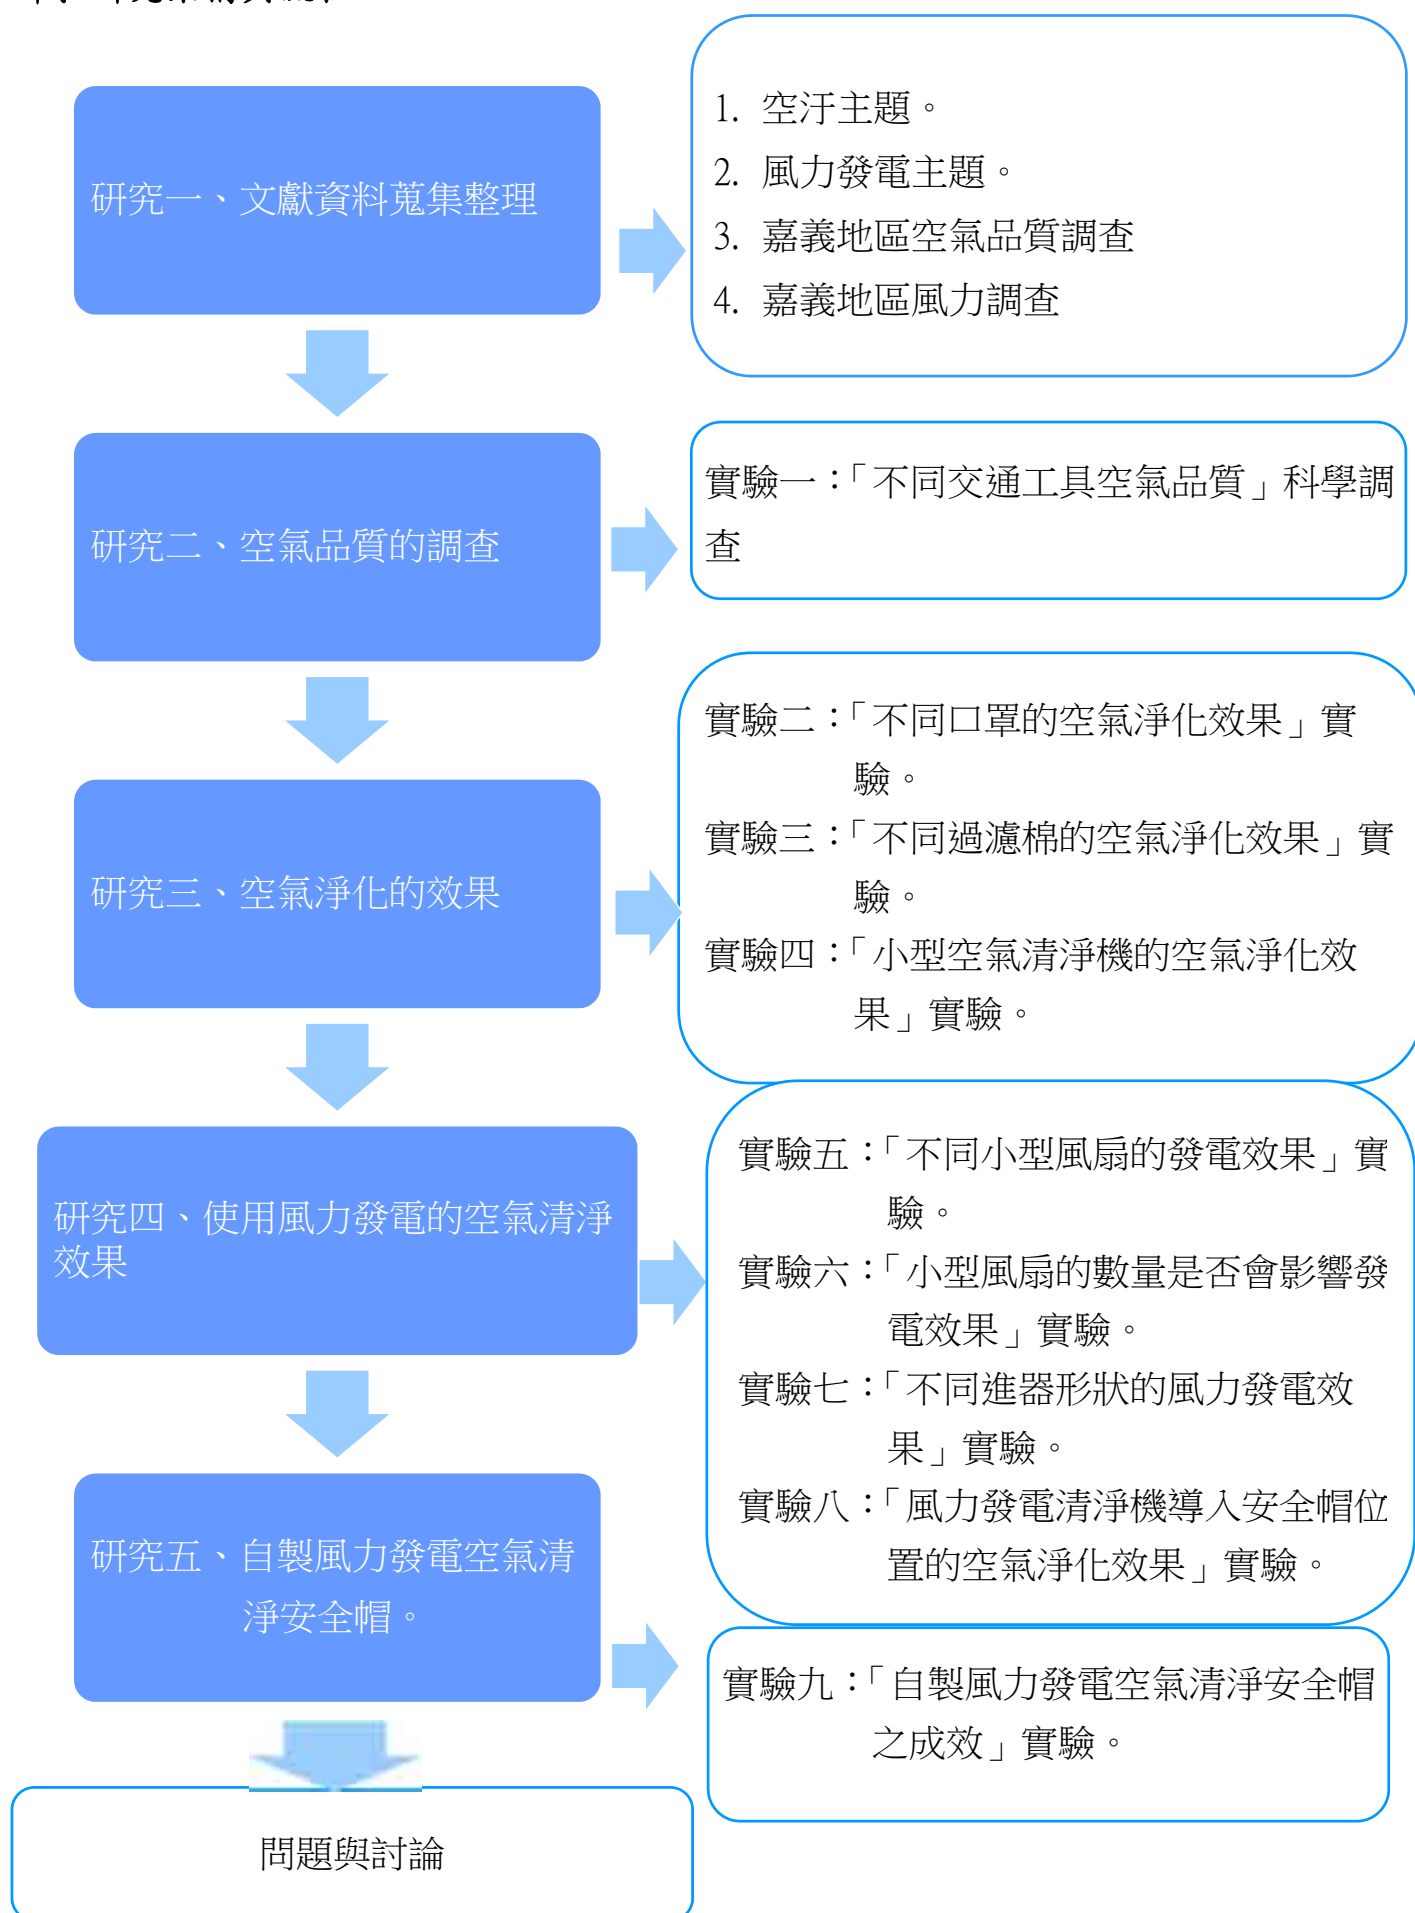 研究一、文獻資料蒐集整理
1. 空汙主題。
2. 風力發電主題。
3. 嘉義地區空氣品質調查
4. 嘉義地區風力調查
研究二、空氣品質的調查
實驗一：「不同交通工具空氣品質」科學調
查
研究三、空氣淨化的效果
實驗二：「不同口罩的空氣淨化效果」實
驗。
實驗三：「不同過濾棉的空氣淨化效果」實
驗。
實驗四：「小型空氣清淨機的空氣淨化效
果」實驗。
研究四、使用風力發電的空氣清淨
效果
實驗五：「不同小型風扇的發電效果」實
驗。
實驗六：「小型風扇的數量是否會影響發
電效果」實驗。
實驗七：「不同進器形狀的風力發電效
果」實驗。
實驗八：「風力發電清淨機導入安全帽位
置的空氣淨化效果」實驗。
研究五、自製風力發電空氣清
淨安全帽。
實驗九：「自製風力發電空氣清淨安全帽
之成效」實驗。
問題與討論